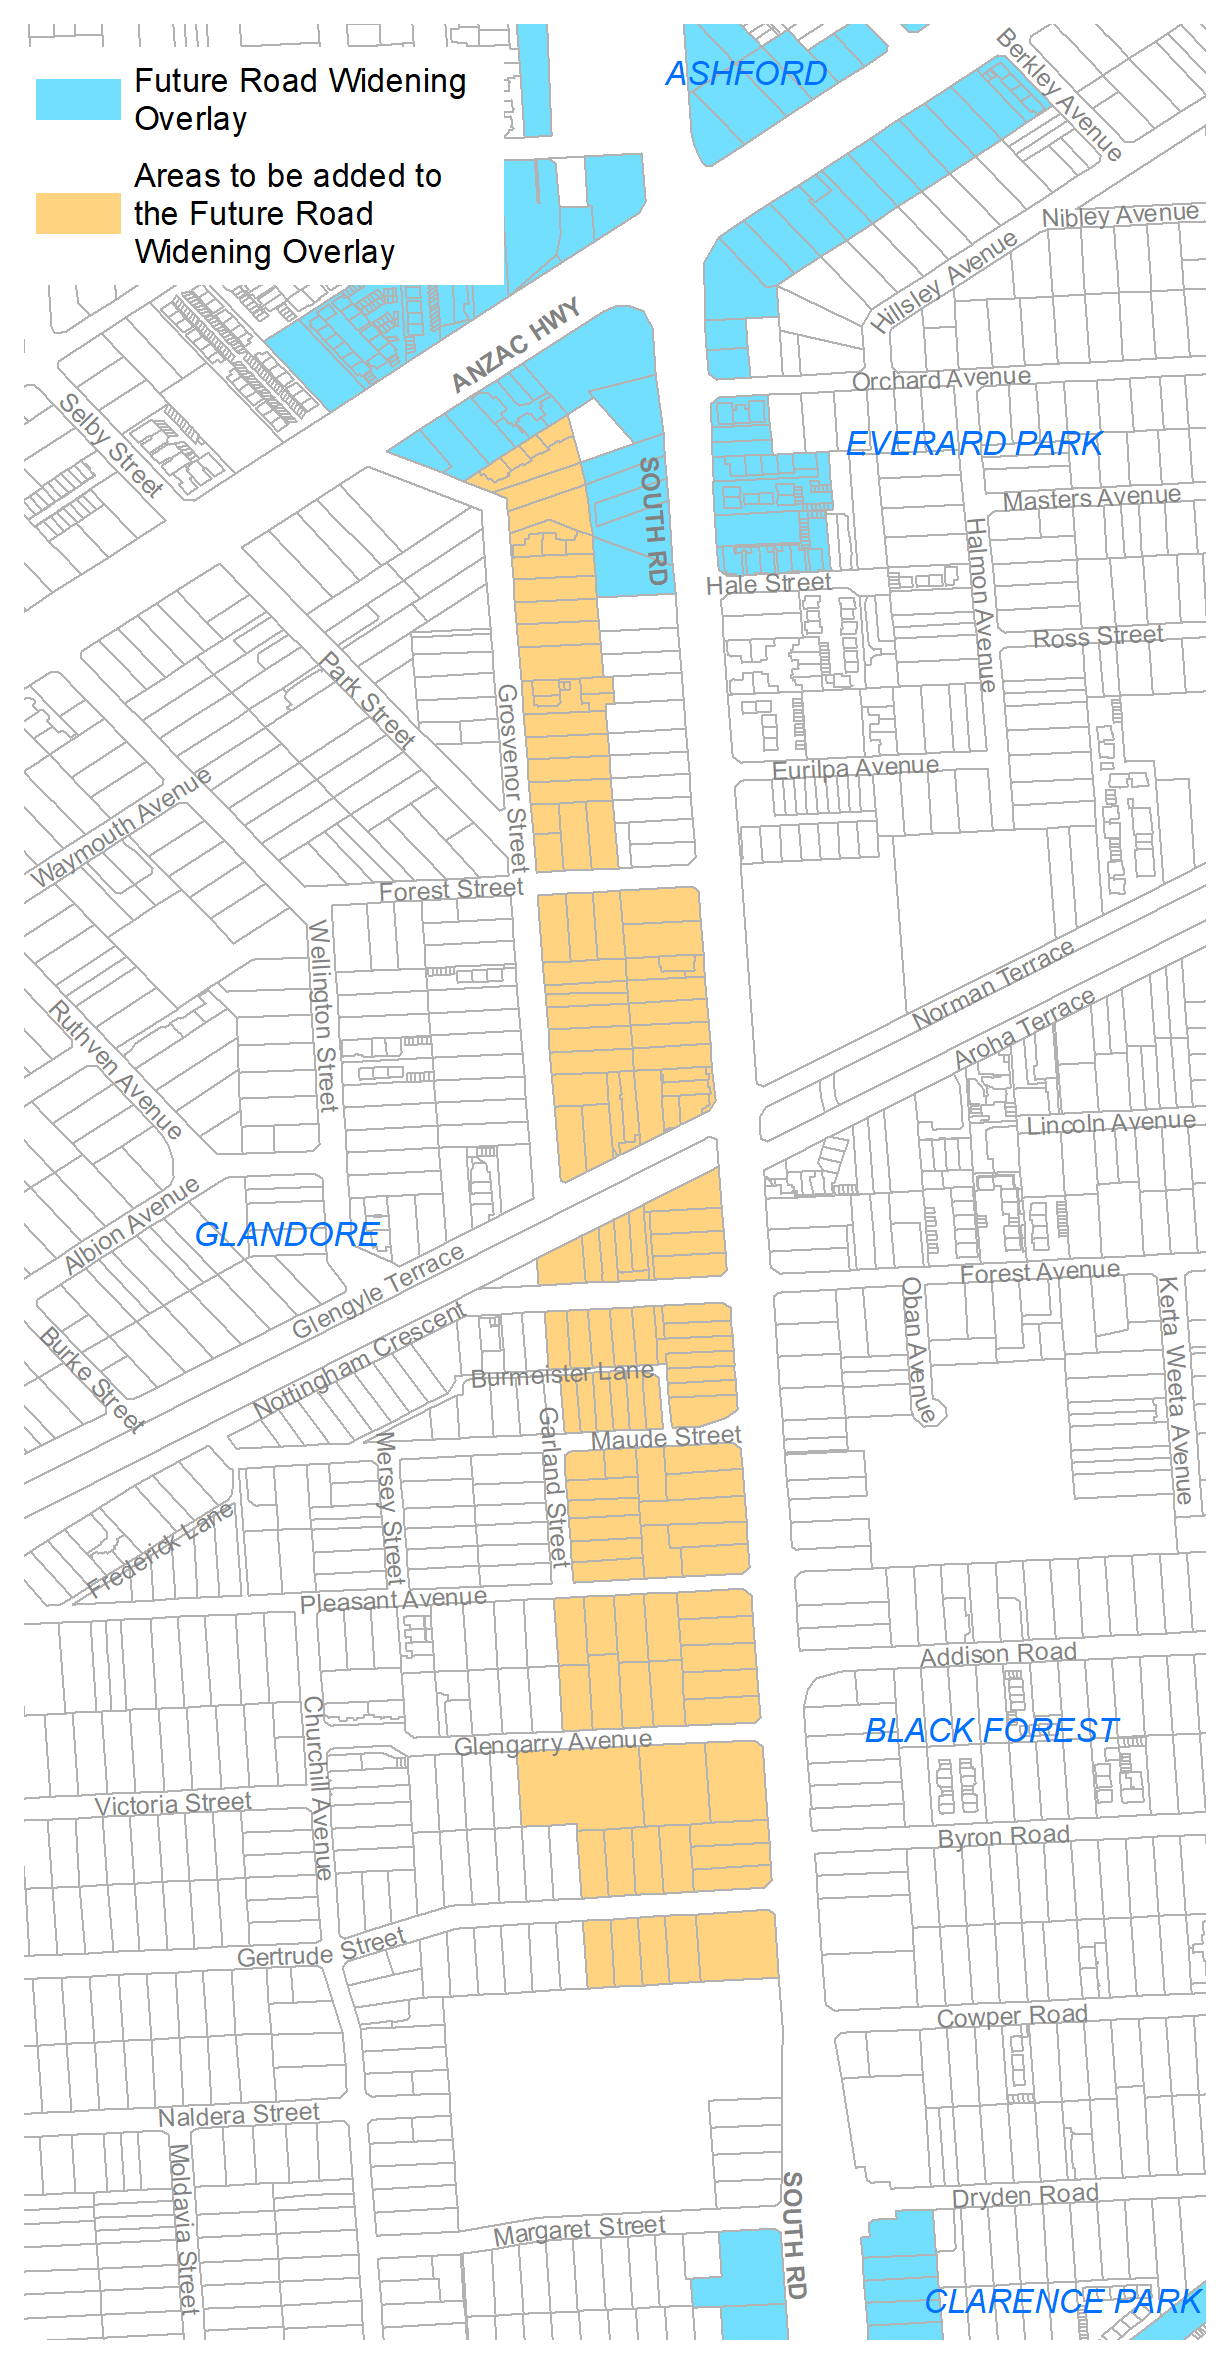 Future Road Widening
Overlay
Areas to be added to
the Future Road
Widening Overlay
ASHFORD
Berkley Avenue
Nibley Avenue
Hillsley Avenue
ANZAC HWY
Orchard Avenue
Selby Street
EVERARD PARK
SOUTH RD
Masters Avenue
Halmon Avenue
Hale Street
Ross Street
Park Street
Grosvenor Street
Eurilpa Avenue
Waymouth Avenue
Forest Street
Wellington Street
Norman Terrace
Aroha Terrace
Ruthven Avenue
Lincoln Avenue
Albion Avenue
GLANDORE
Glengyle Terrace
Forest Avenue
Oban Avenue
Kerta Weeta Avenue
Nottingham Crescent
Burke Street
Burmeister Lane
Garland Street
Maude Street
Mersey Street
Frederick Lane
Pleasant Avenue
Addison Road
Churchill Avenue
BLACK FOREST
Glengarry Avenue
Victoria Street
Byron Road
Gertrude Street
Cowper Road
Naldera Street
Moldavia Street
SOUTH RD
Dryden Road
Margaret Street
CLARENCE PARK